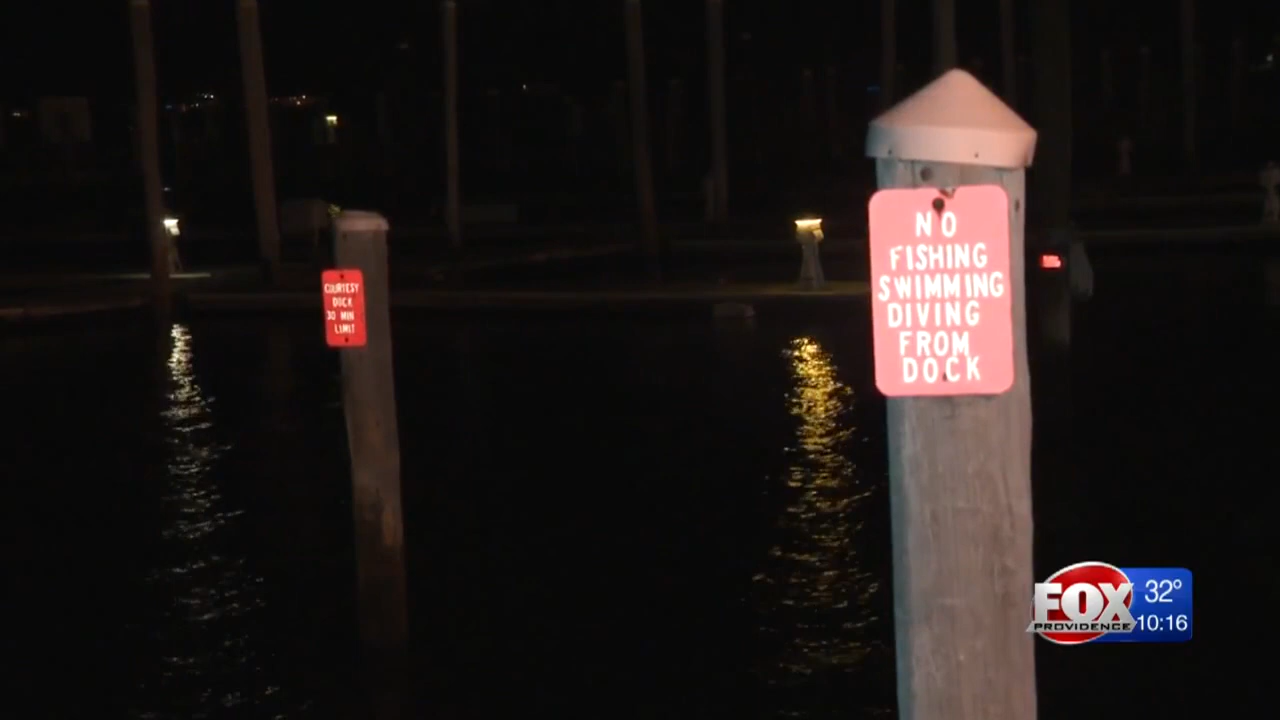 COURTESY
DOCK
30 MIN
LIMIT
NO
FISHING
SWIMMING
DIVING
FROM
DOCK
FOX
PROVIDENCE
32°
10:16